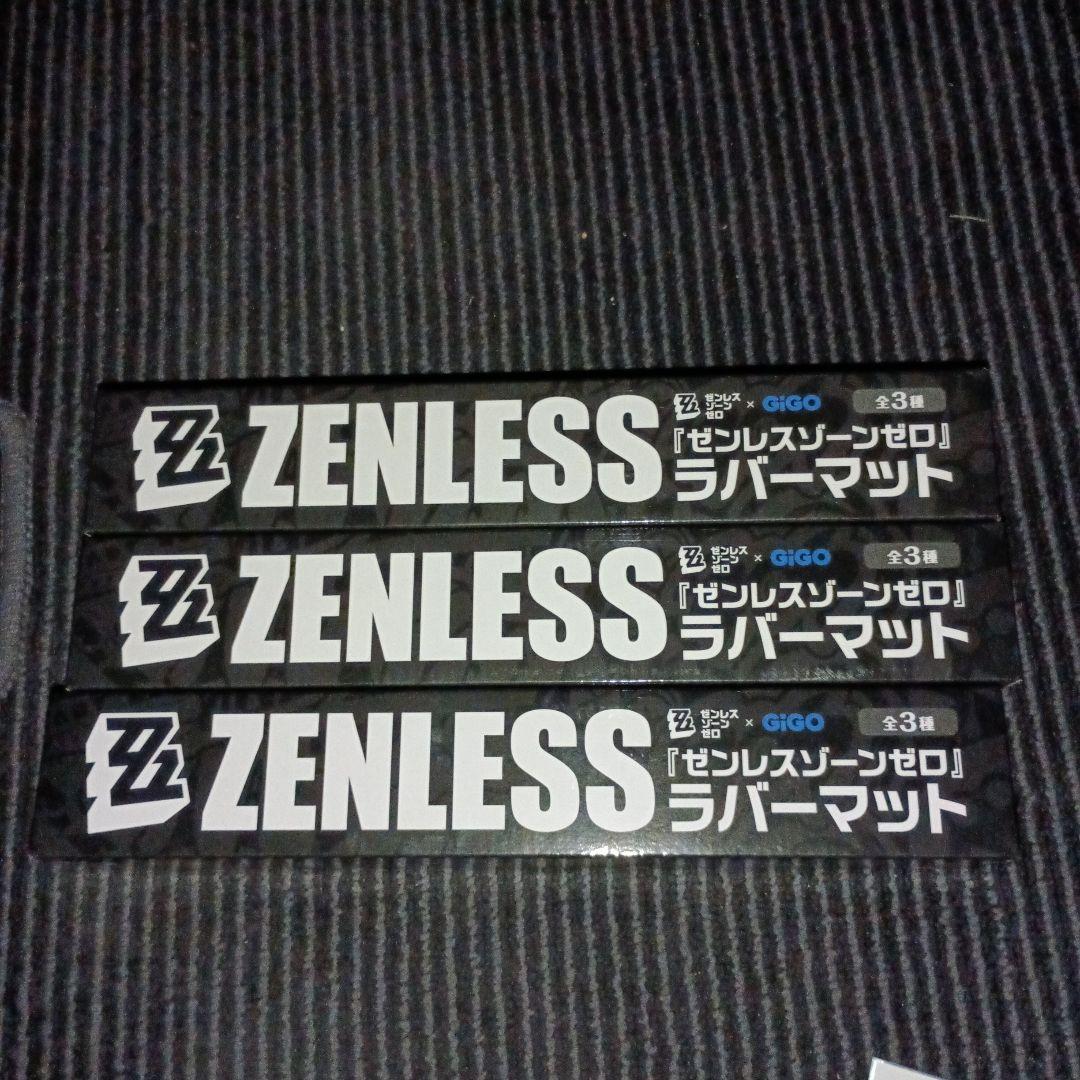 ZENLESS
ゼンレス
ゾーン
ゼロ
× GiGO
全3種
『ゼンレスゾーンゼロ』
ラバーマット
ZENLESS
ゼンレス
ゾーン
ゼロ
× GiGO
全3種
『ゼンレスゾーンゼロ』
ラバーマット
ZENLESS
ゼンレス
ゾーン
ゼロ
× GiGO
全3種
『ゼンレスゾーンゼロ』
ラバーマット